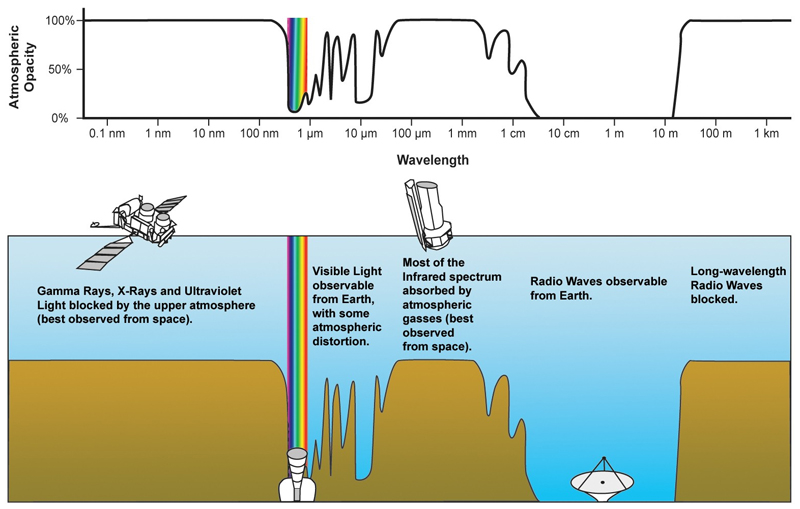 Atmospheric
Opacity
100%
50%
0%
0.1 nm
1 nm
10 nm
100 nm
1 μm
10 μm
100 μm
1 mm
1 cm
10 cm
1 m
10 m
100 m
1 km
Wavelength
Gamma Rays, X-Rays and Ultraviolet
Light blocked by the upper atmosphere
(best observed from space).
Visible Light
observable
from Earth,
with some
atmospheric
distortion.
Most of the
Infrared spectrum
absorbed by
atmospheric
gasses (best
observed
from space).
Radio Waves observable
from Earth.
Long-wavelength
Radio Waves
blocked.